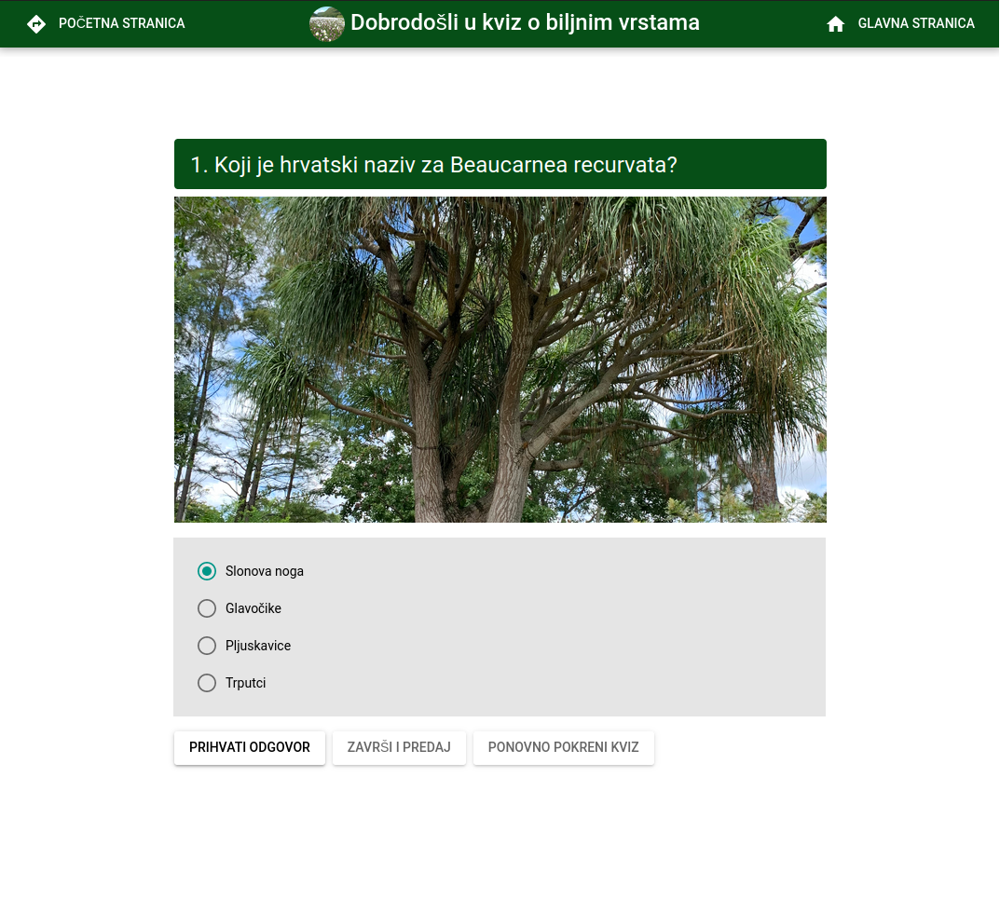 POČETNA STRANICA
Dobrodošli u kviz o biljnim vrstama
GLAVNA STRANICA
1. Koji je hrvatski naziv za Beaucarnea recurvata?
Slonova noga
Glavočike
Pljuskavice
Trputci
PRIHVATI ODGOVOR
ZAVRŠI I PREDAJ
PONOVNO POKRENI KVIZ